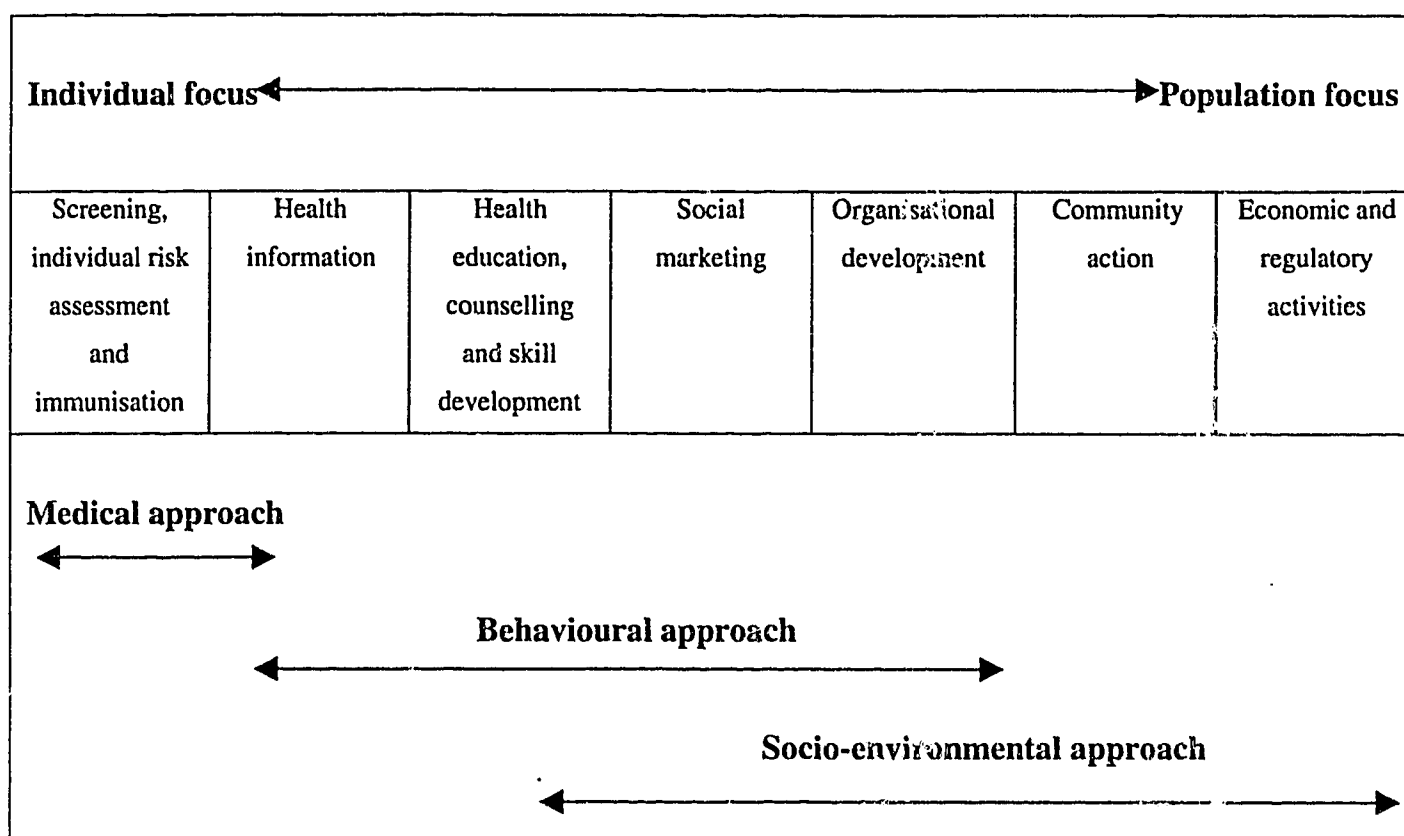 Individual focus Population focus
Screening, individual risk assessment and immunisation
Health information
Health education, counselling and skill development
Social marketing
Organisational development
Community action
Economic and regulatory activities
Medical approach
Behavioural approach
Socio-environmental approach